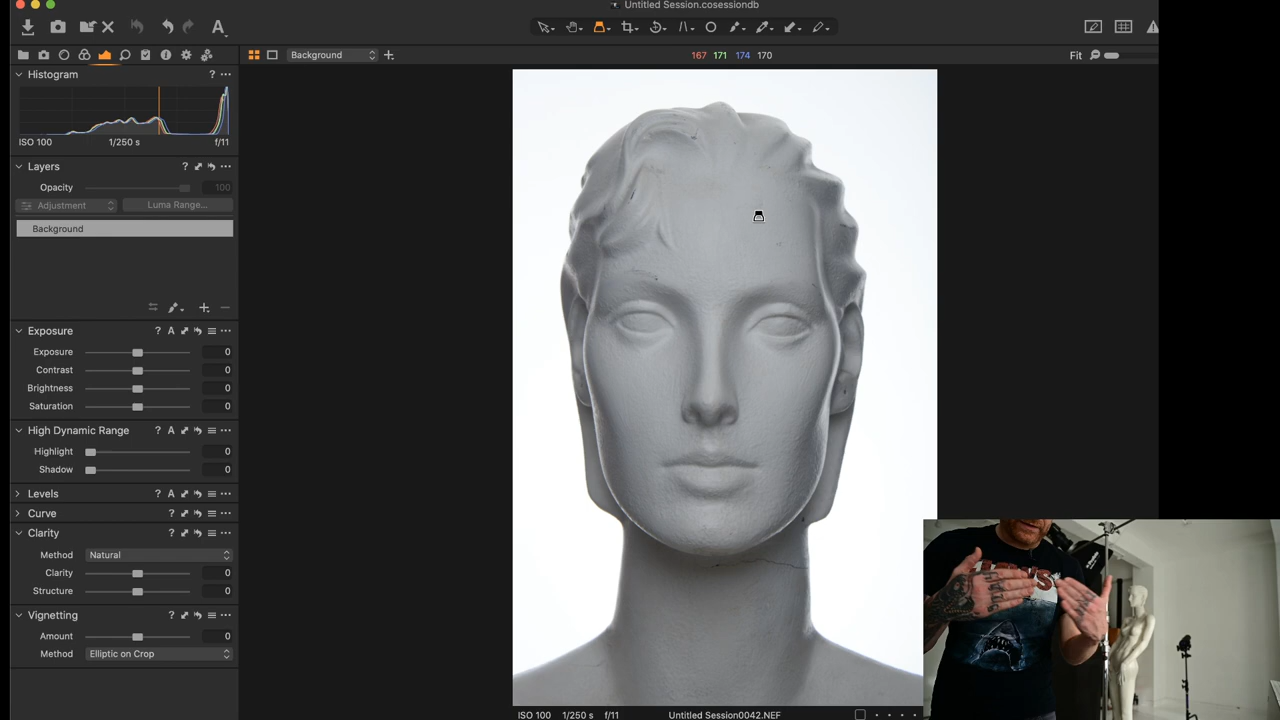 Untitled Session.cosessiondb
A
Background
167 171 174 170
Fit
Histogram
?
ISO 100 1/250 s f/11
Layers
?
Opacity 100
Adjustment Luma Range...
Background
Exposure
? A
Exposure 0
Contrast 0
Brightness 0
Saturation 0
High Dynamic Range
? A
Highlight 0
Shadow 0
Levels
? A
Curve
? A
Clarity
?
Method Natural
Clarity 0
Structure 0
Vignetting
?
Amount 0
Method Elliptic on Crop
ISO 100 1/250 s f/11 Untitled Session0042.NEF